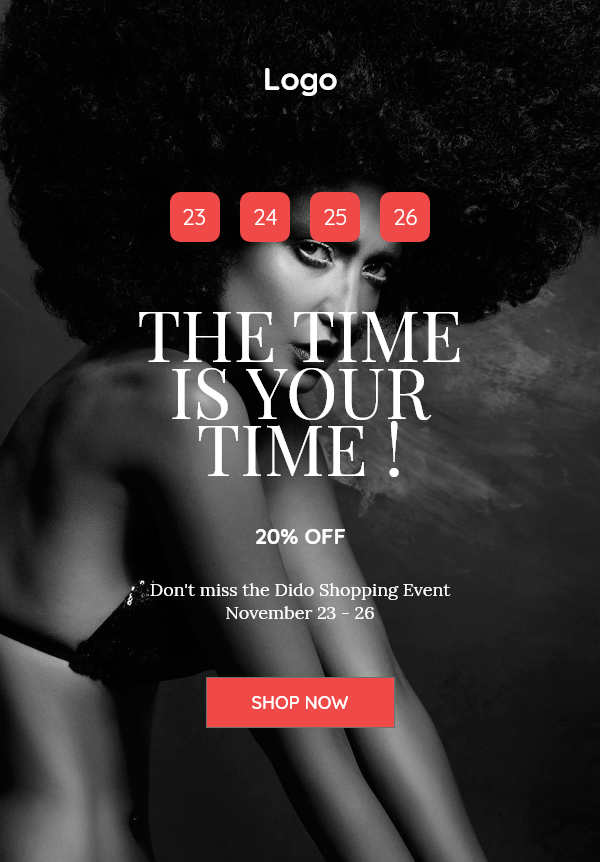 Logo
23 24 25 26
THE TIME
IS YOUR
TIME !
20% OFF
Don't miss the Dido Shopping Event
November 23 - 26
SHOP NOW